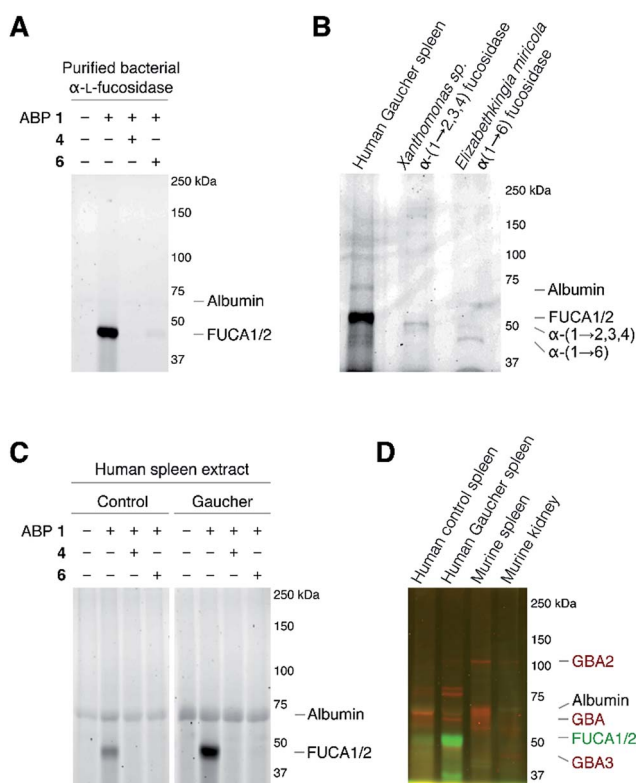 A
Purified bacterial
α-L-fucosidase
ABP 1 − + + +
4 − − + −
6 − − − +
250 kDa
150
100
75
Albumin
50
FUCA1/2
37
B
Human Gaucher spleen
Xanthomonas sp.
α-(1→2,3,4) fucosidase
Elizabethkingia miricola
α(1→6) fucosidase
250 kDa
150
100
75
Albumin
FUCA1/2
50
α-(1→2,3,4)
α-(1→6)
37
C
Human spleen extract
Control Gaucher
ABP 1 − + + + − + + +
4 − − + − − − + −
6 − − − + − − − +
250 kDa
150
100
75
Albumin
50
FUCA1/2
37
D
Human control spleen
Human Gaucher spleen
Murine spleen
Murine kidney
250 kDa
150
100
GBA2
75
Albumin
GBA
FUCA1/2
50
GBA3
37